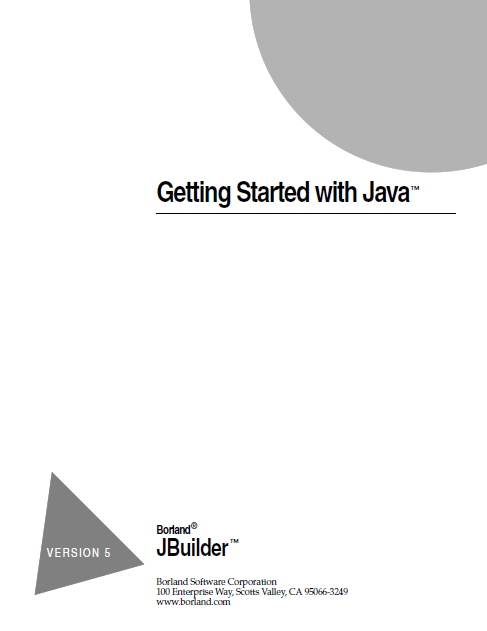 Getting Started with Java™
VERSION 5
Borland®
JBuilder™
Borland Software Corporation
100 Enterprise Way, Scotts Valley, CA 95066-3249
www.borland.com